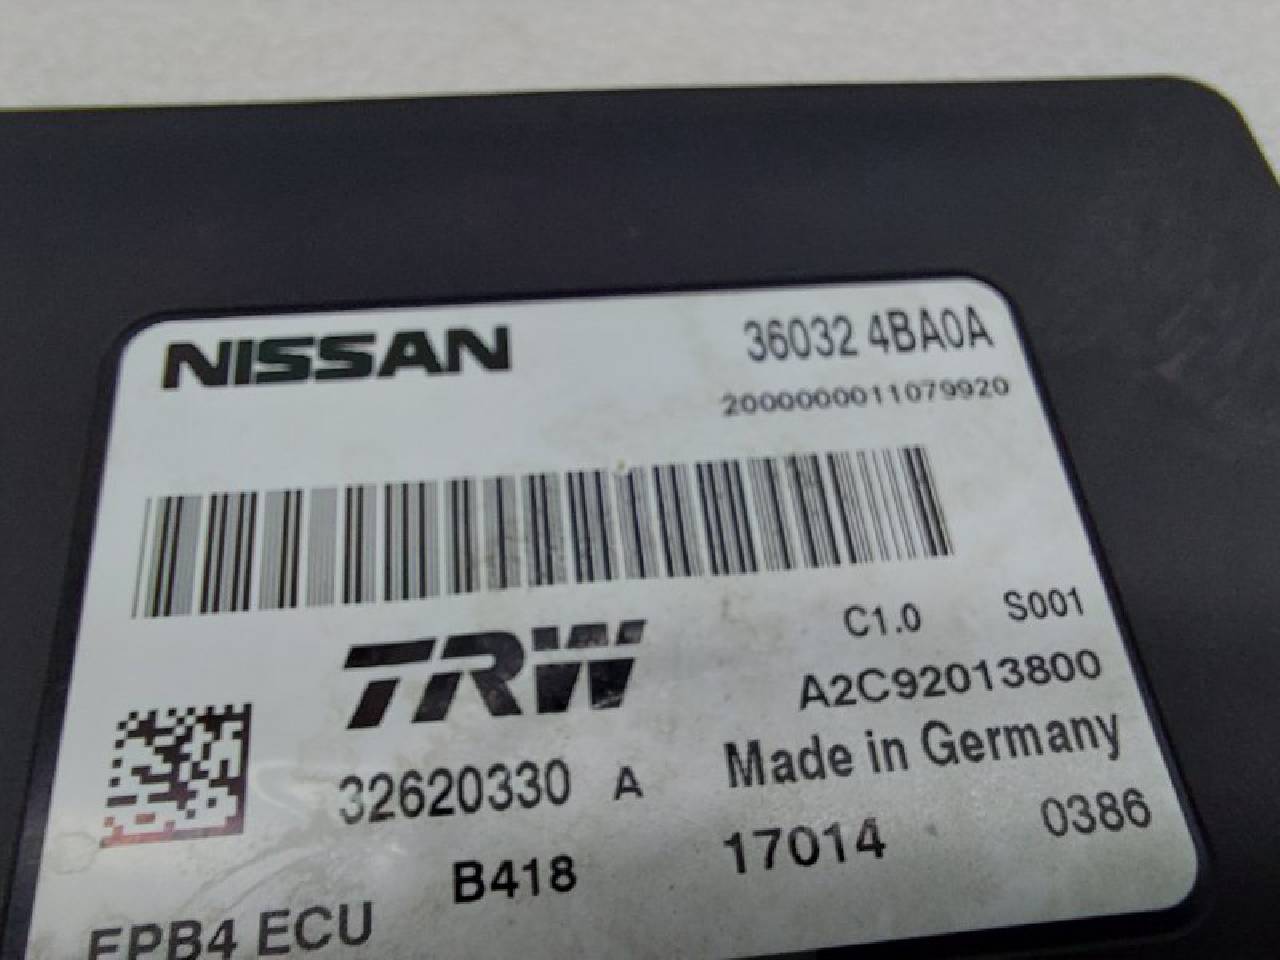 NISSAN
36032 4BA0A
2000000011079920
C1.0 S001
TRW
A2C92013800
32620330 A
Made in Germany
B418
17014
0386
EPB4 ECU